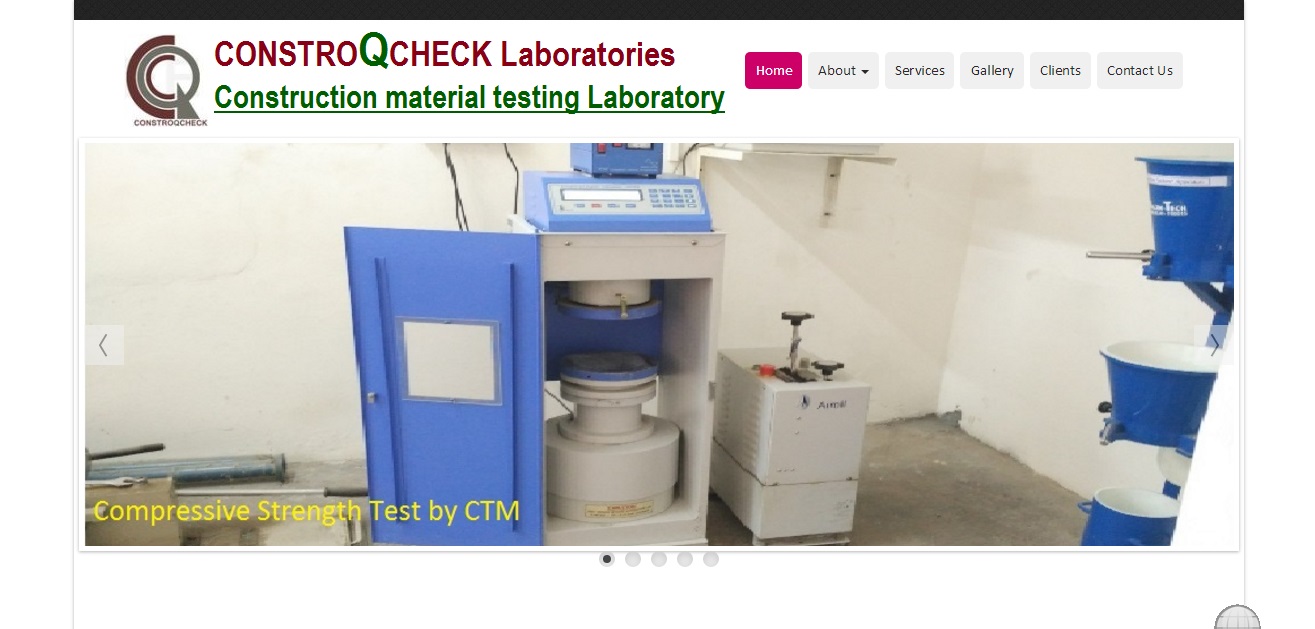 CONSTROQCHECK Laboratories
Construction material testing Laboratory
CONSTROQCHECK
Home
About
Services
Gallery
Clients
Contact Us
Aimil
Compressive Strength Test by CTM